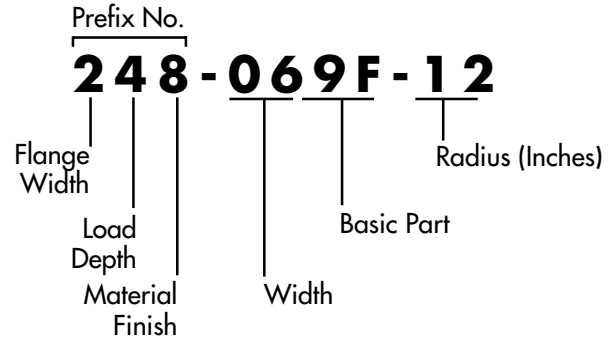 Prefix No.
248-069F-12
Flange
Width
Radius (Inches)
Load
Depth
Basic Part
Material
Finish
Width